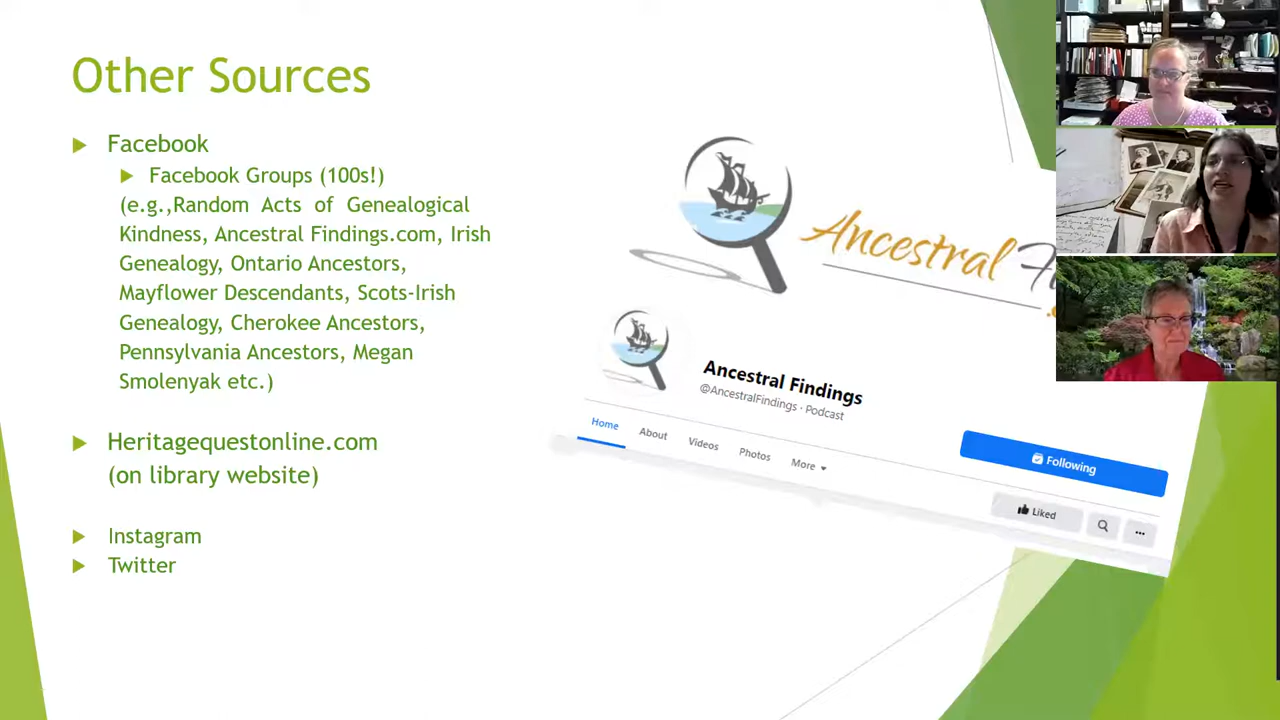 Other Sources
Facebook
Facebook Groups (100s!)
(e.g.,Random Acts of Genealogical
Kindness, Ancestral Findings.com, Irish
Genealogy, Ontario Ancestors,
Mayflower Descendants, Scots-Irish
Genealogy, Cherokee Ancestors,
Pennsylvania Ancestors, Megan
Smolenyak etc.)
Heritagequestonline.com
(on library website)
Instagram
Twitter
Ancestral
Ancestral Findings
@AncestralFindings · Podcast
Home About Videos Photos More
Following
Liked